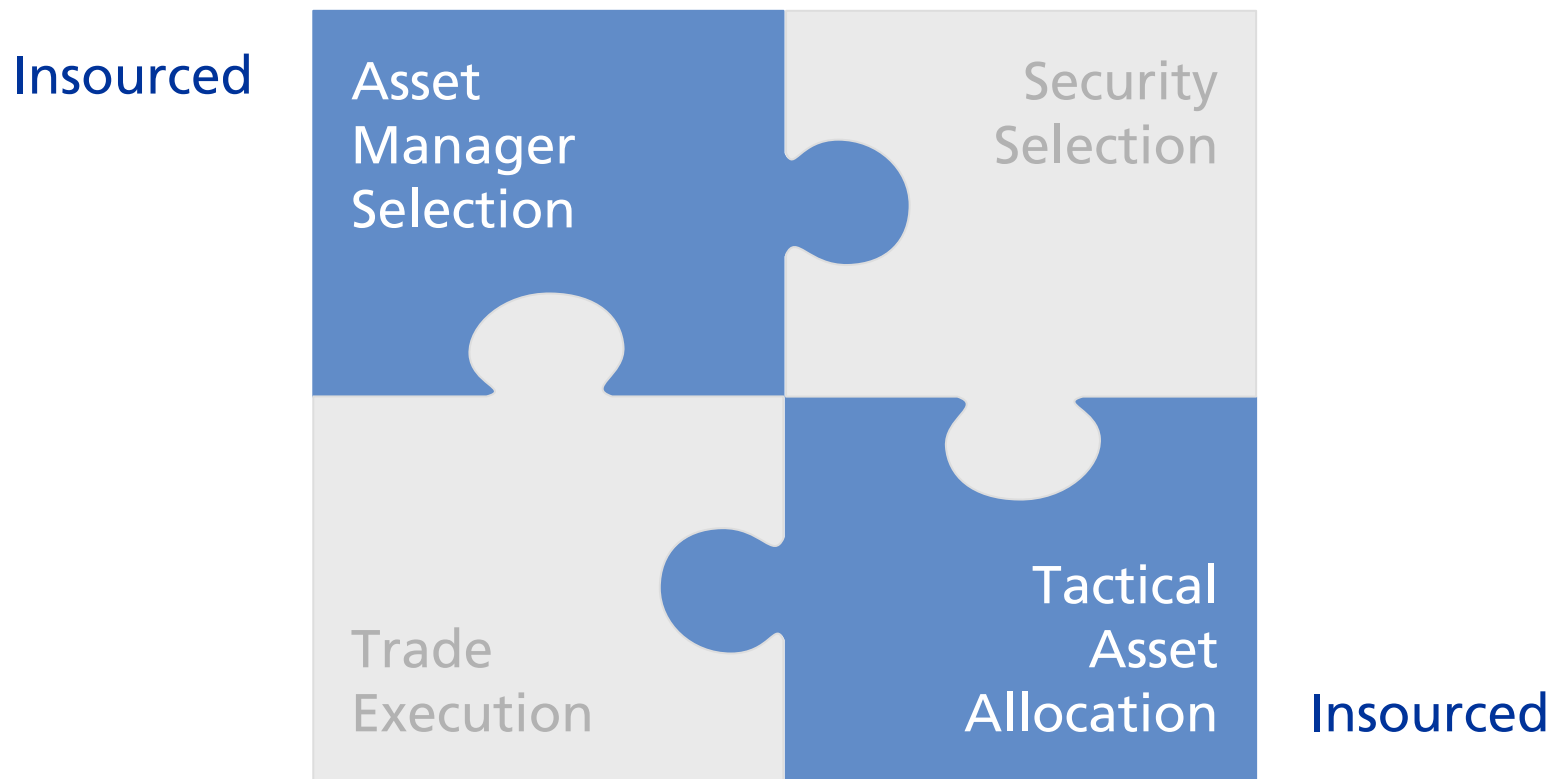 Insourced
Asset
Manager
Selection
Security
Selection
Trade
Execution
Tactical
Asset
Allocation
Insourced